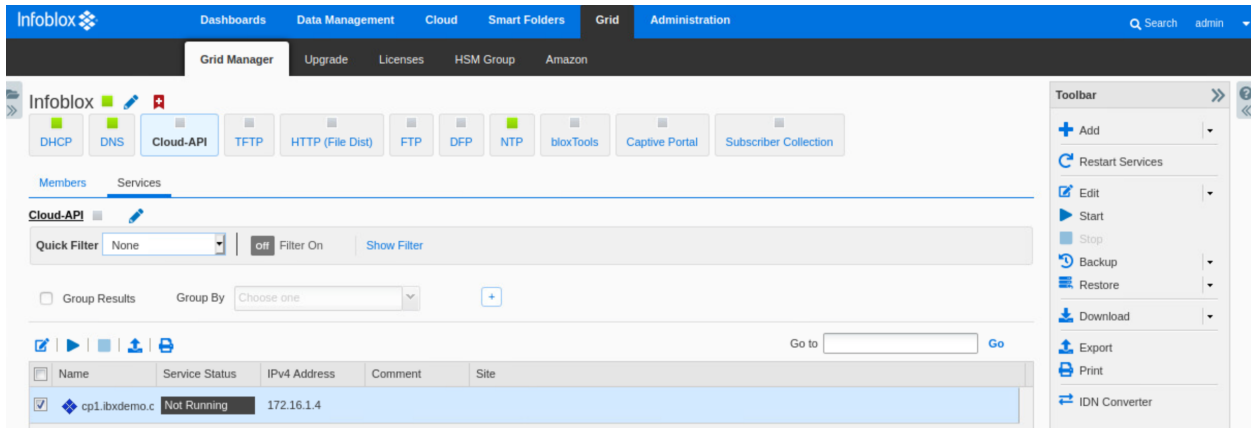 Infoblox Dashboards Data Management Cloud Smart Folders Grid Administration Search admin
Grid Manager Upgrade Licenses HSM Group Amazon
Infoblox
DHCP DNS Cloud-API TFTP HTTP (File Dist) FTP DFP NTP bloxTools Captive Portal Subscriber Collection
Members Services
Cloud-API
Quick Filter None Off Filter On Show Filter
Group Results Group By Choose one +
Go to Go
Name Service Status IPv4 Address Comment Site
cp1.ibxdemo.c Not Running 172.16.1.4
Toolbar
Add
Restart Services
Edit
Start
Stop
Backup
Restore
Download
Export
Print
IDN Converter